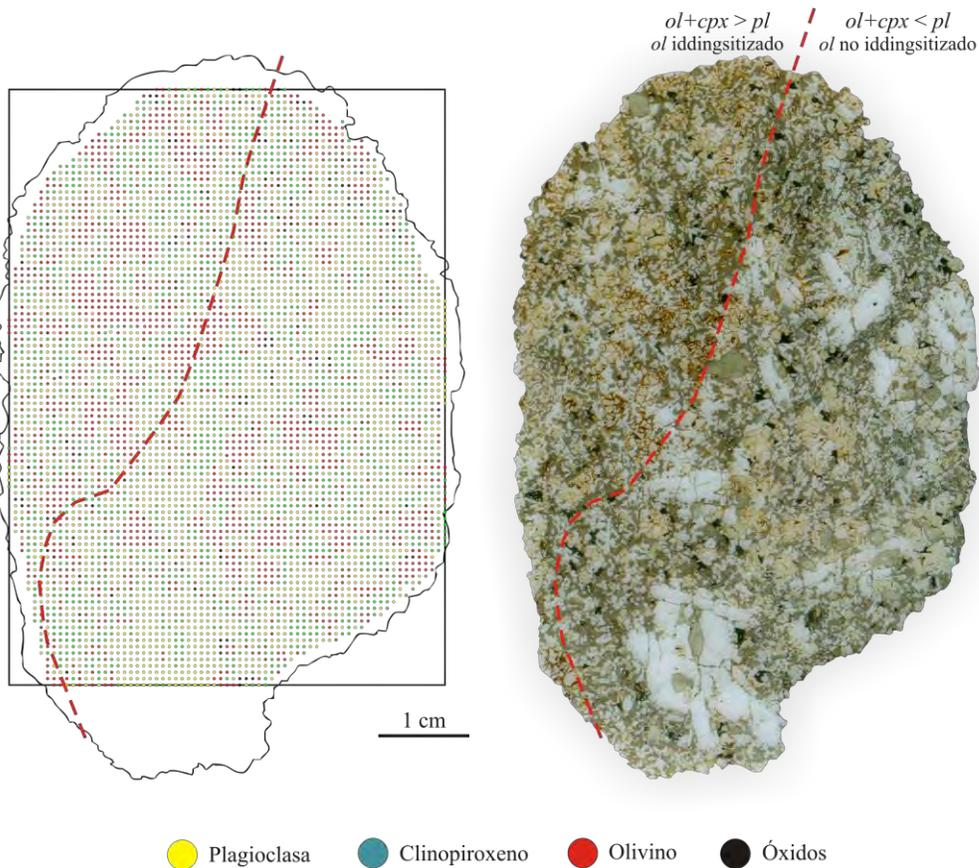 ol+cpx > pl
ol iddingsitizado
ol+cpx < pl
ol no iddingsitizado
1 cm
Plagioclasa
Clinopiroxeno
Olivino
Óxidos